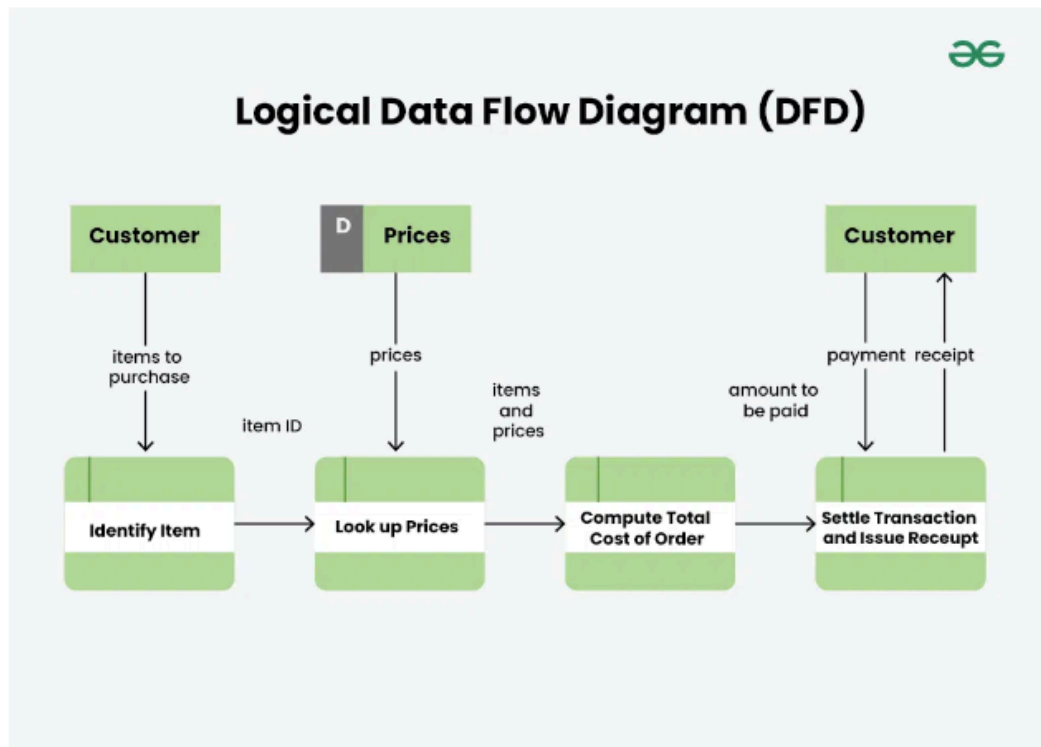 Logical Data Flow Diagram (DFD)
Customer
D
Prices
Customer
items to
purchase
prices
payment
receipt
item ID
items
and
prices
amount to
be paid
Identify Item
Look up Prices
Compute Total
Cost of Order
Settle Transaction
and Issue Receipt